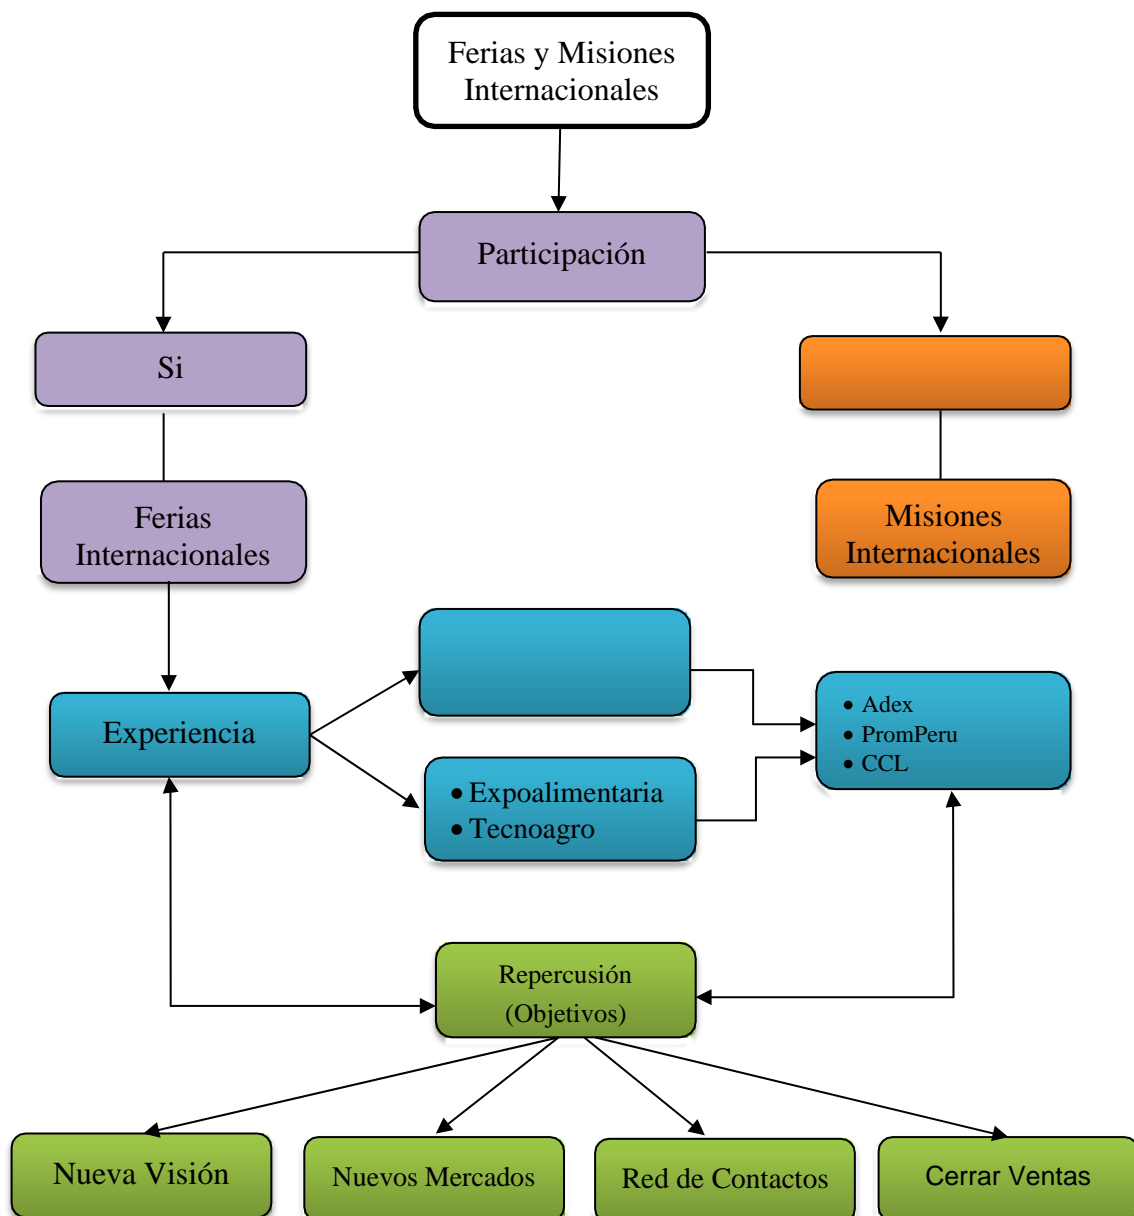 Ferias y Misiones
Internacionales
Participación
Si
Ferias
Internacionales
Misiones
Internacionales
Experiencia
• Adex
• PromPeru
• CCL
• Expoalimentaria
• Tecnoagro
Repercusión
(Objetivos)
Nueva Visión
Nuevos Mercados
Red de Contactos
Cerrar Ventas